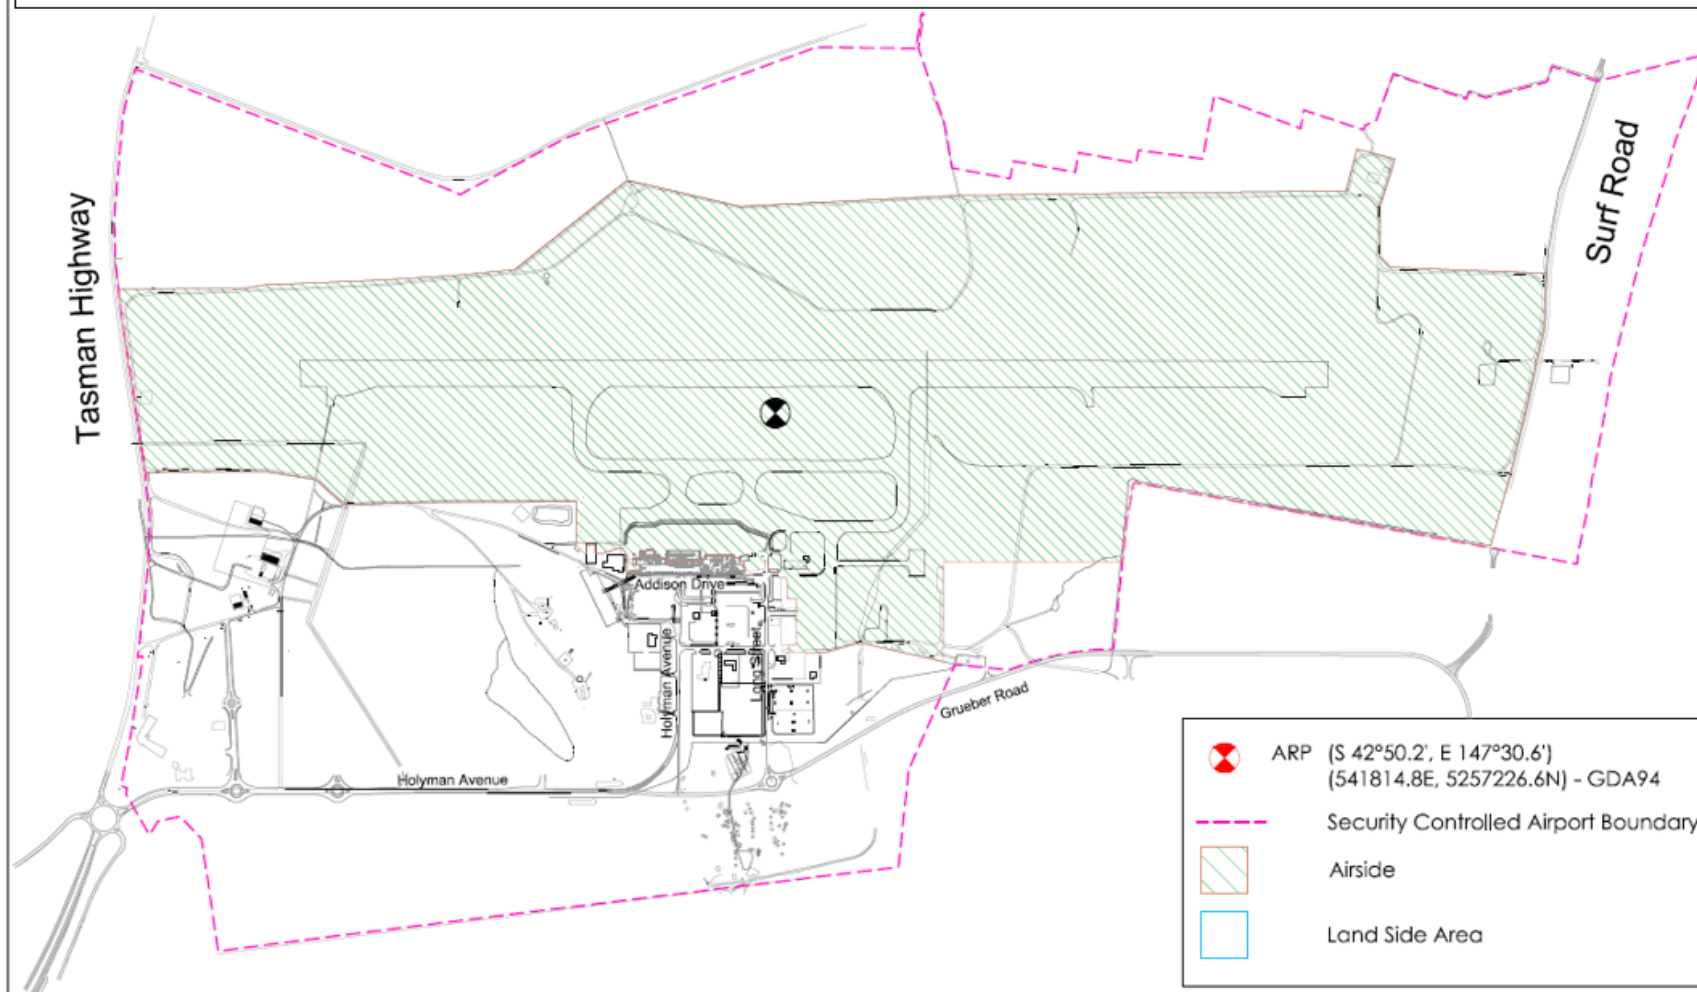 Tasman Highway
Surf Road
Addison Drive
Holyman Avenue
Grueber Road
Holyman Avenue
ARP (S 42°50.2', E 147°30.6')
(541814.8E, 5257226.6N) - GDA94
Security Controlled Airport Boundary
Airside
Land Side Area